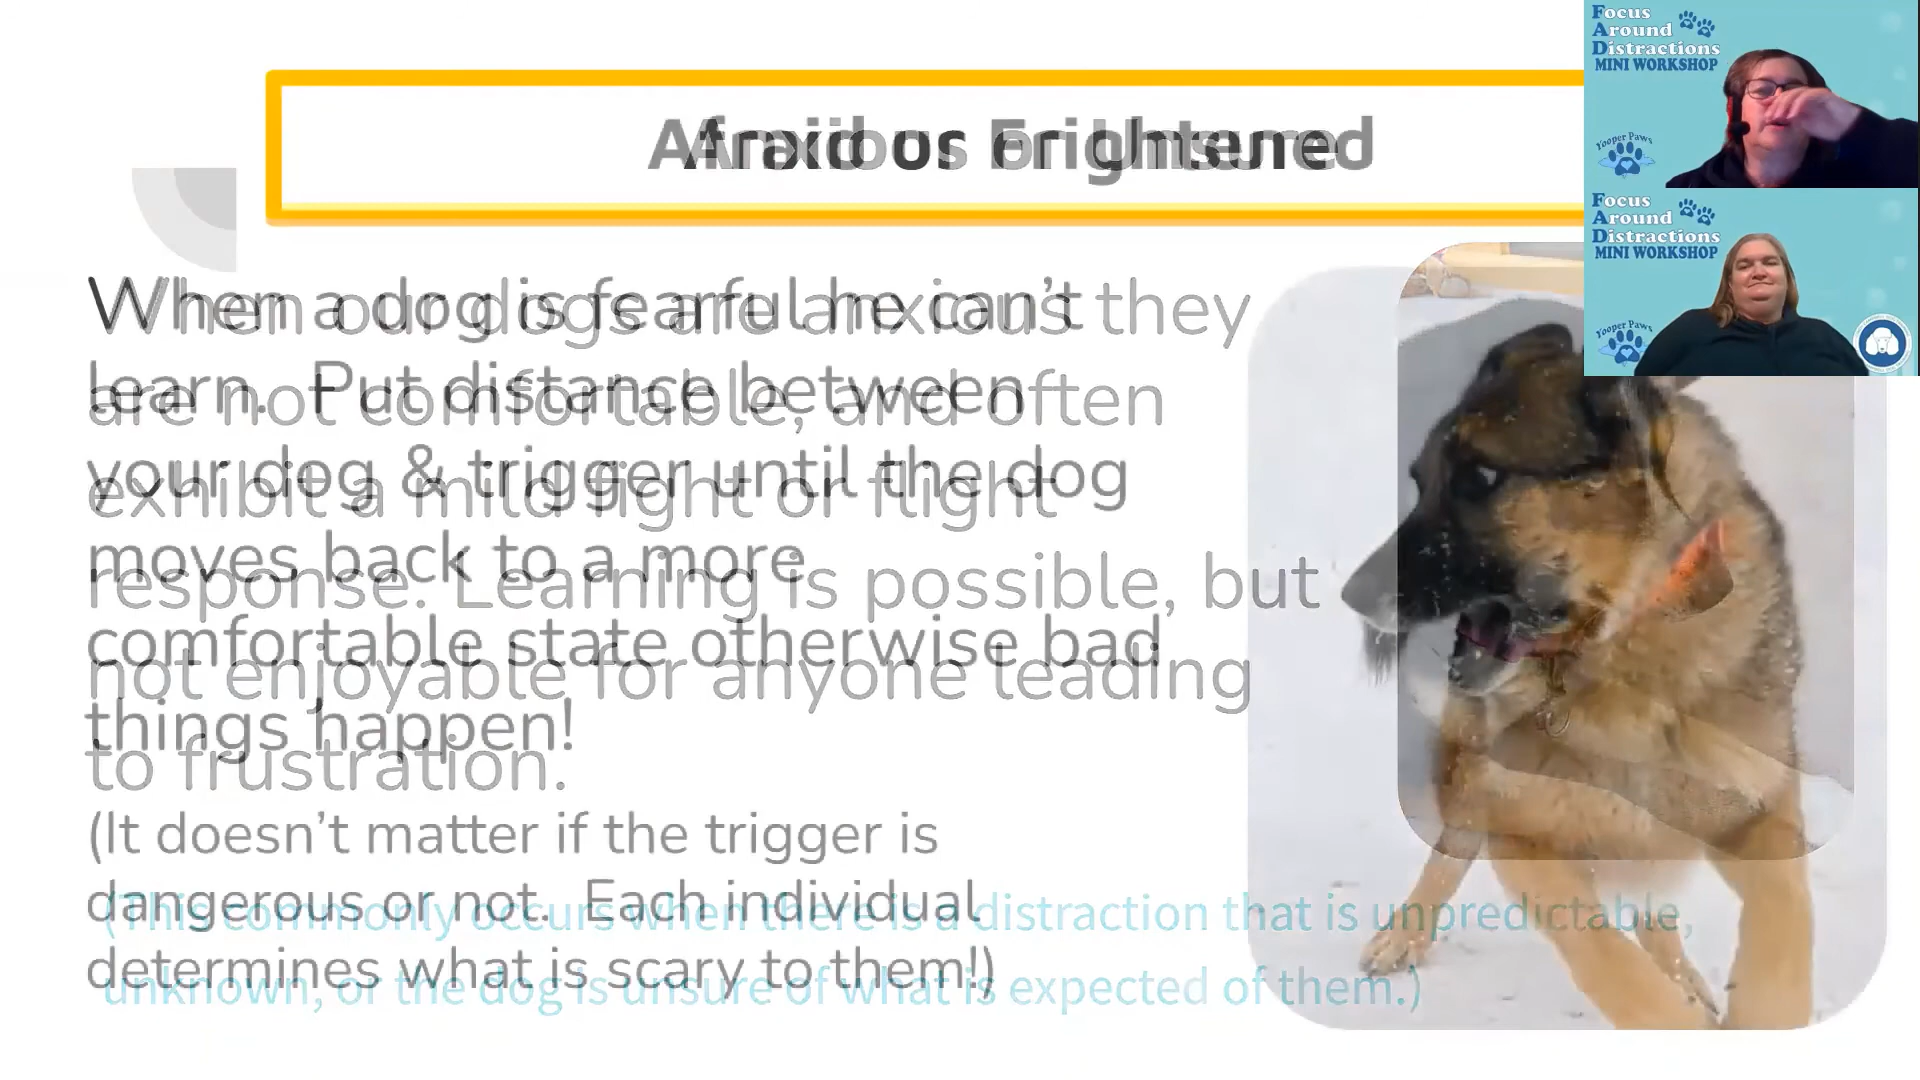 Afraid or Frightened
Anxious or Unsure
When a dog is fearful he can't
learn. Put distance between
your dog & trigger until the dog
moves back to a more
comfortable state otherwise bad
things happen!
(It doesn't matter if the trigger is
dangerous or not. Each individual
determines what is scary to them!)
When our dogs are anxious they
are not comfortable, and often
exhibit a mild fight or flight
response. Learning is possible, but
not enjoyable for anyone leading
to frustration.
(This commonly occurs when there is a distraction that is unpredictable,
unknown, or the dog is unsure of what is expected of them.)
Focus
Around
Distractions
MINI WORKSHOP
Yooper Paws
Focus
Around
Distractions
MINI WORKSHOP
Yooper Paws